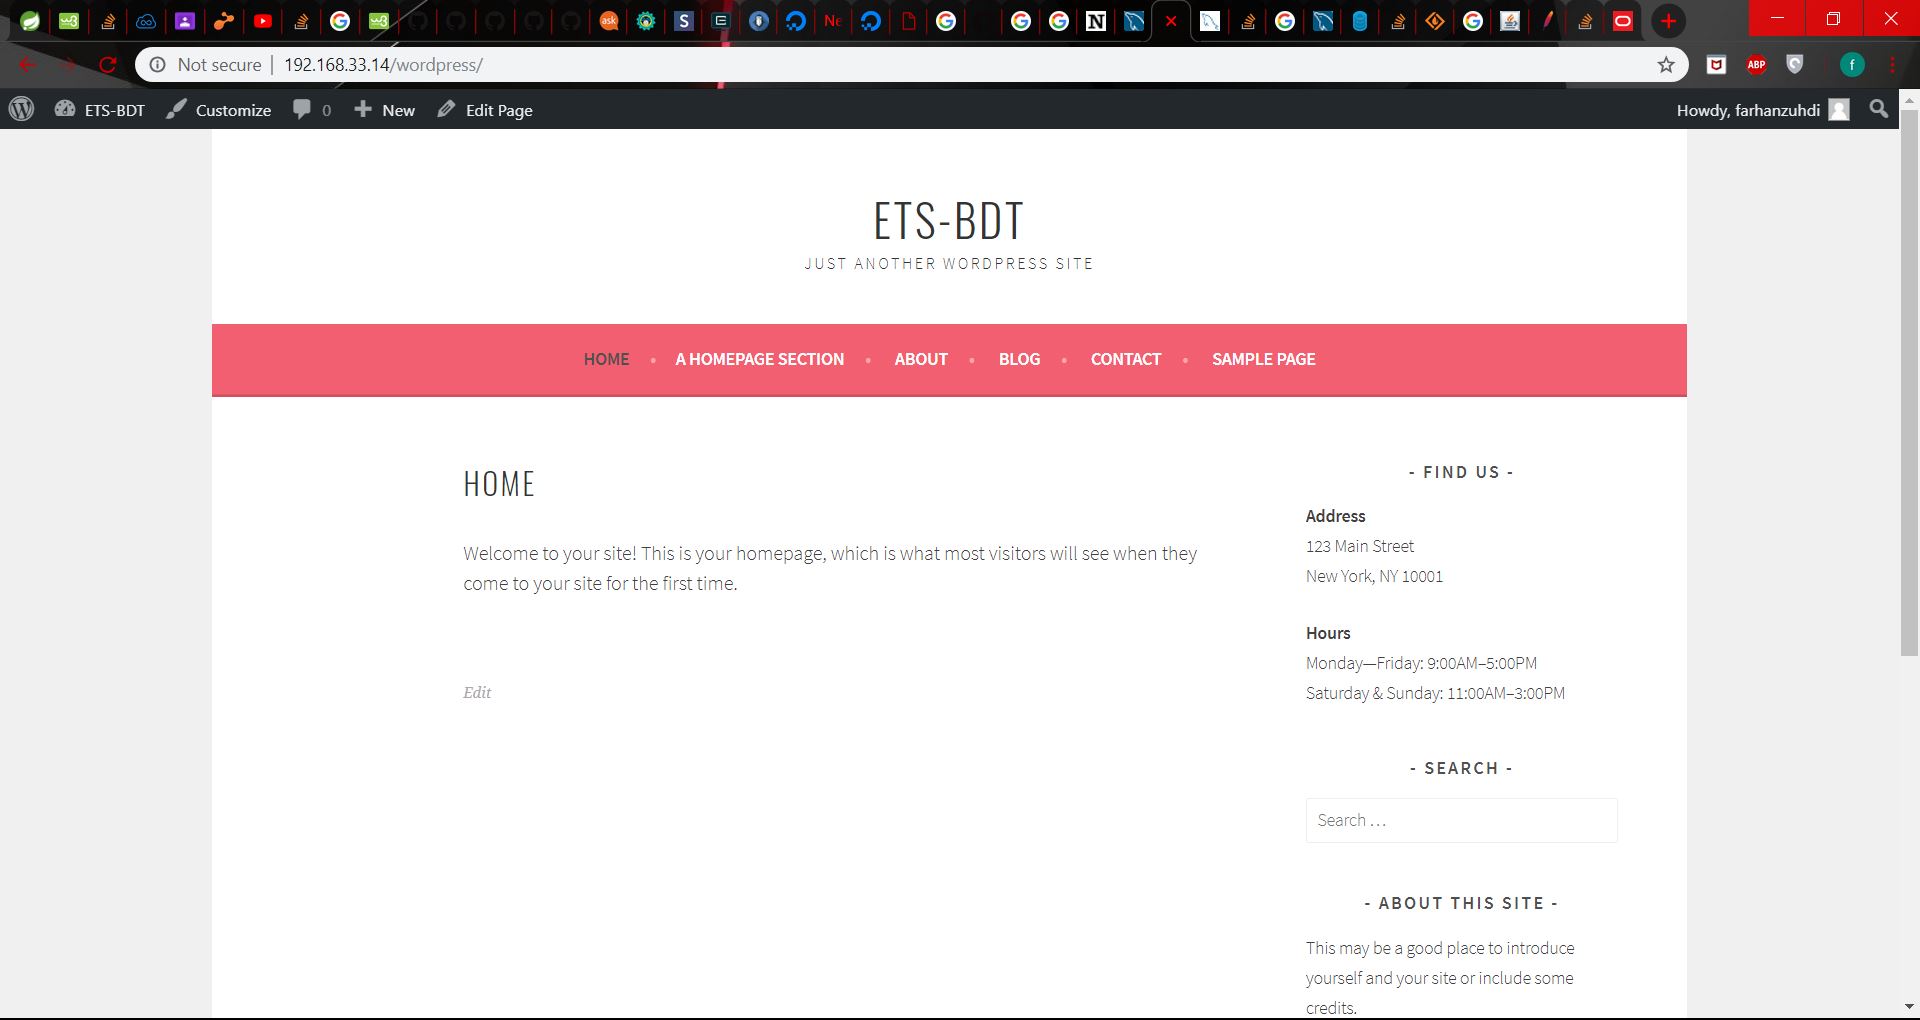 ask
S
E
Ne
N
Not secure
192.168.33.14/wordpress/
ABP
f
ETS-BDT
Customize
0
New
Edit Page
Howdy, farhanzuhdi
ETS-BDT
JUST ANOTHER WORDPRESS SITE
HOME
A HOMEPAGE SECTION
ABOUT
BLOG
CONTACT
SAMPLE PAGE
HOME
Welcome to your site! This is your homepage, which is what most visitors will see when they
come to your site for the first time.
Edit
- FIND US -
Address
123 Main Street
New York, NY 10001
Hours
Monday—Friday: 9:00AM–5:00PM
Saturday & Sunday: 11:00AM–3:00PM
- SEARCH -
Search …
- ABOUT THIS SITE -
This may be a good place to introduce
yourself and your site or include some
credits.